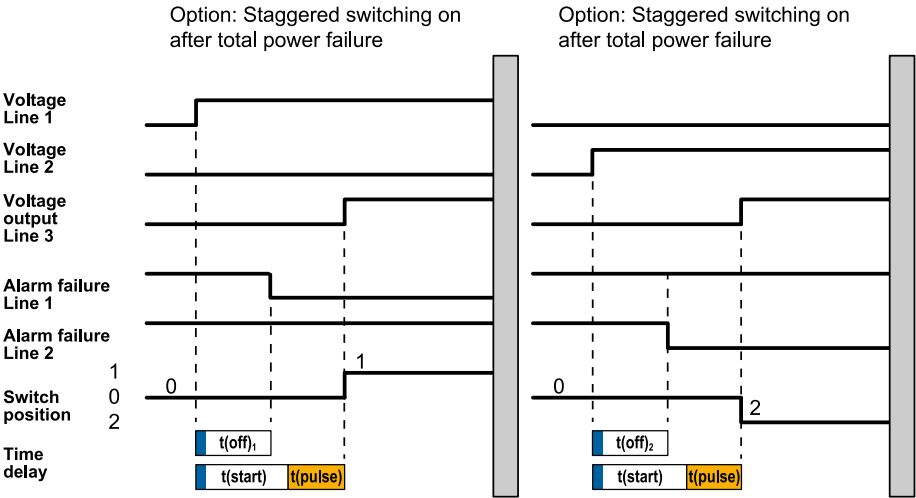 Option: Staggered switching on
after total power failure
Option: Staggered switching on
after total power failure
Voltage
Line 1
Voltage
Line 2
Voltage
output
Line 3
Alarm failure
Line 1
Alarm failure
Line 2
1
0
2
Switch
position
0
1
0
2
Time
delay
t(off)₁
t(start)
t(pulse)
t(off)₂
t(start)
t(pulse)